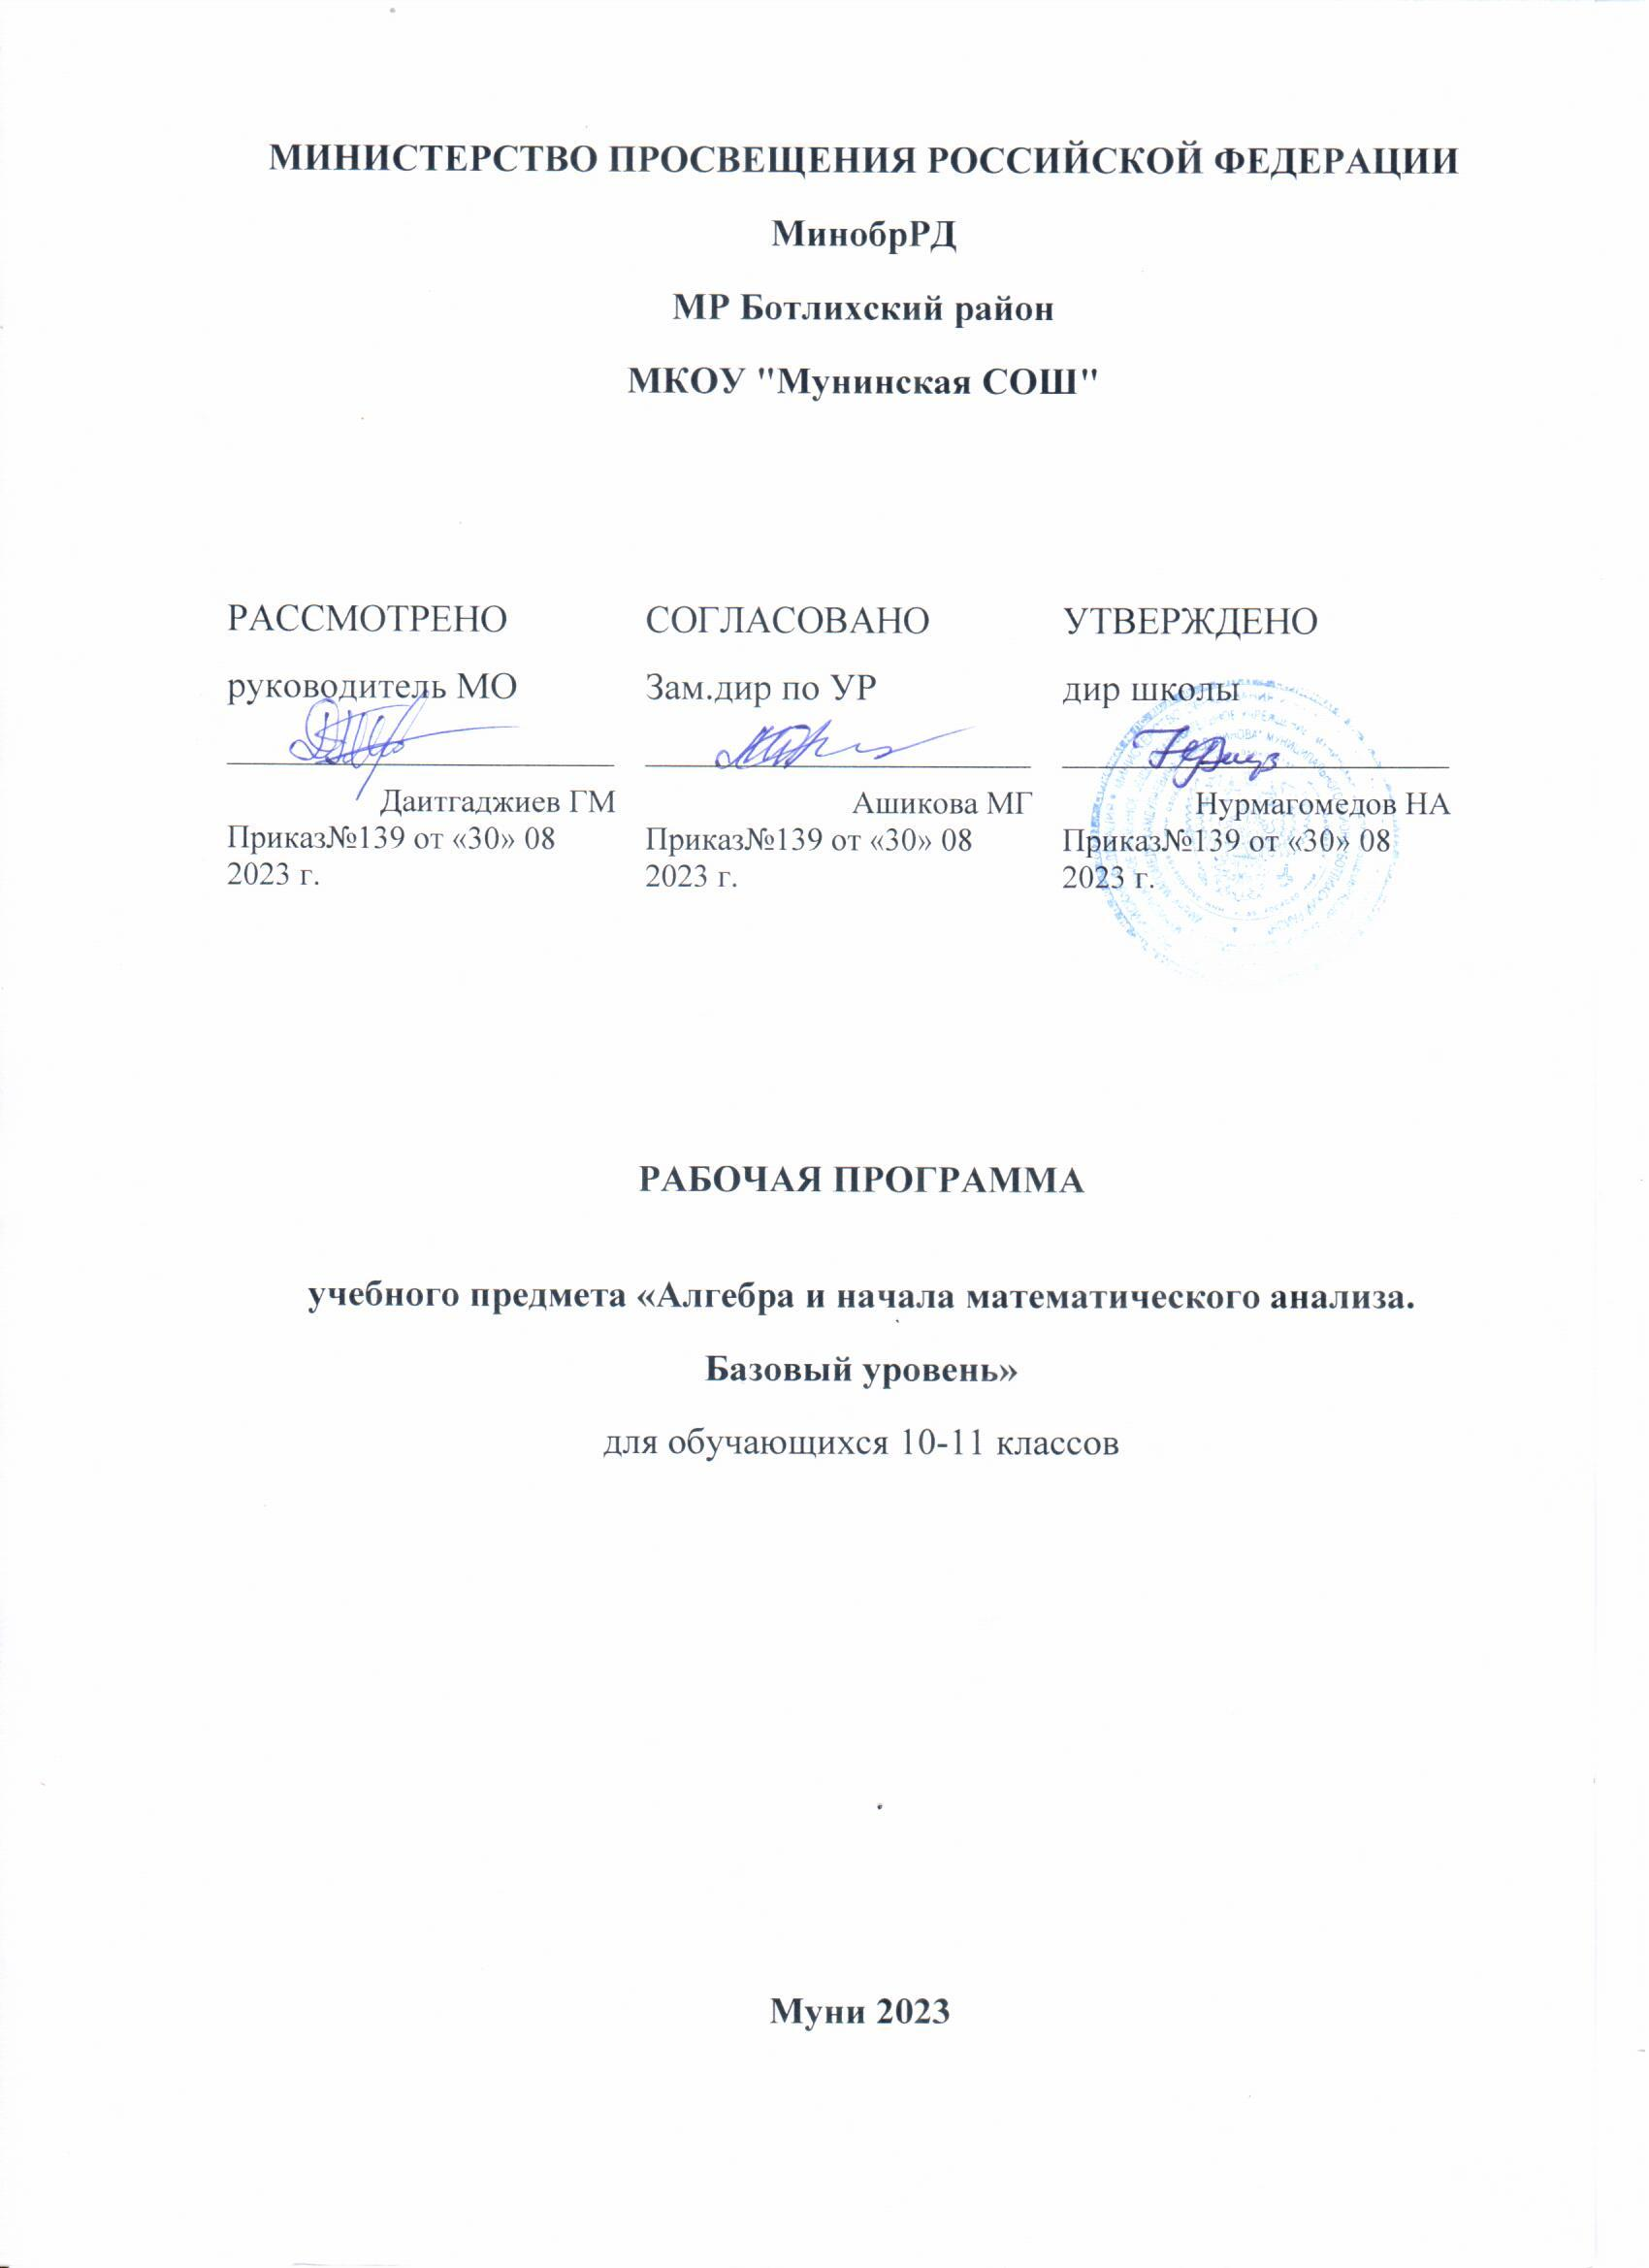 МИНИСТЕРСТВО ПРОСВЕЩЕНИЯ РОССИЙСКОЙ ФЕДЕРАЦИИ
МинобрРД
МР Ботлихский район
МКОУ "Мунинская СОШ"
РАССМОТРЕНО
руководитель МО
Даитгаджиев ГМ
Приказ№139 от «30» 08
2023 г.
СОГЛАСОВАНО
Зам.дир по УР
Ашикова МГ
Приказ№139 от «30» 08
2023 г.
УТВЕРЖДЕНО
дир школы
Нурмагомедов НА
Приказ№139 от «30» 08
2023 г.
РАБОЧАЯ ПРОГРАММА
учебного предмета «Алгебра и начала математического анализа.
Базовый уровень»
для обучающихся 10-11 классов
Муни 2023